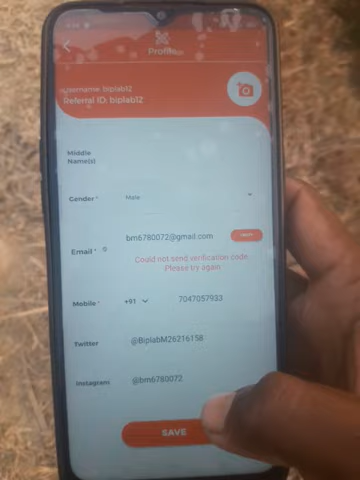 Profile
Username: biplab12
Referral ID: biplab12
Middle
Name(s)
Gender *
Male
bm6780072@gmail.com
Email *
Could not send verification code.
Please try again
Mobile *
+91
7047057933
Twitter
@BiplabM26216158
Instagram
@bm6780072
SAVE